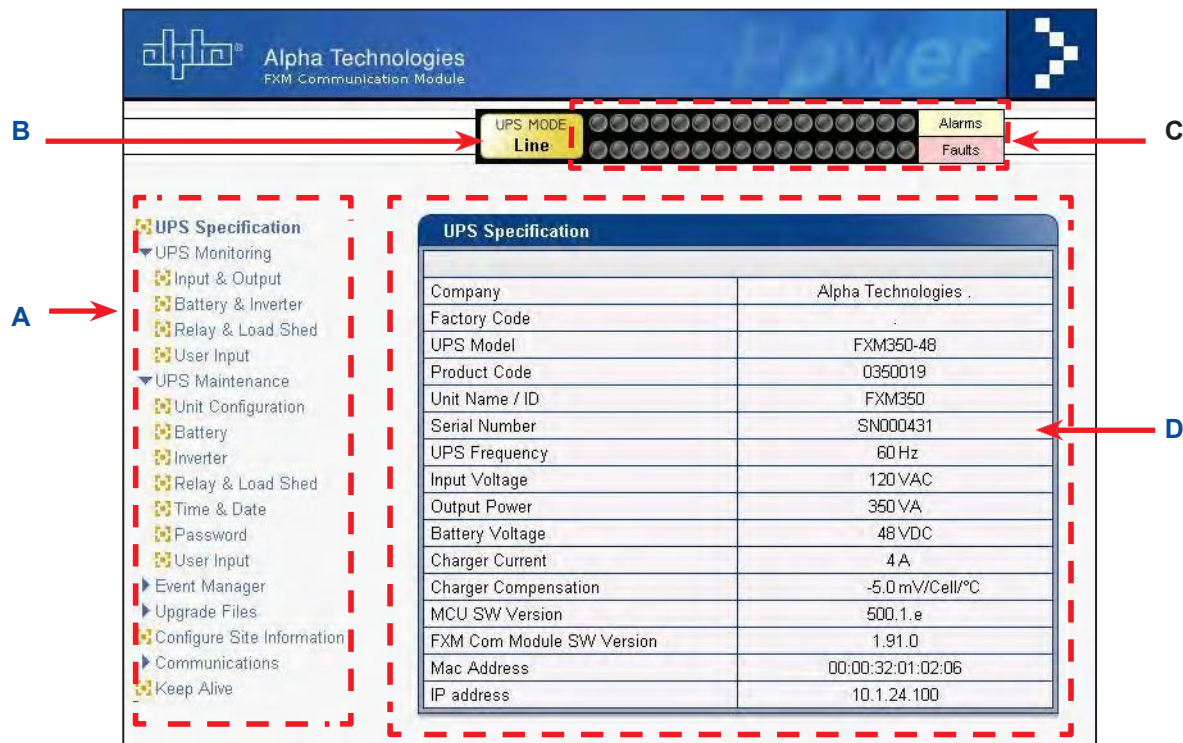 alpha®
Alpha Technologies
FXM Communication Module
Power
B
UPS MODE
Line
Alarms
Faults
C
A
UPS Specification
UPS Monitoring
Input & Output
Battery & Inverter
Relay & Load Shed
User Input
UPS Maintenance
Unit Configuration
Battery
Inverter
Relay & Load Shed
Time & Date
Password
User Input
Event Manager
Upgrade Files
Configure Site Information
Communications
Keep Alive
UPS Specification
Company Alpha Technologies .
Factory Code .
UPS Model FXM350-48
Product Code 0350019
Unit Name / ID FXM350
Serial Number SN000431
UPS Frequency 60 Hz
Input Voltage 120 VAC
Output Power 350 VA
Battery Voltage 48 VDC
Charger Current 4 A
Charger Compensation -5.0 mV/Cell/°C
MCU SW Version 500.1.e
FXM Com Module SW Version 1.91.0
Mac Address 00:00:32:01:02:06
IP address 10.1.24.100
D